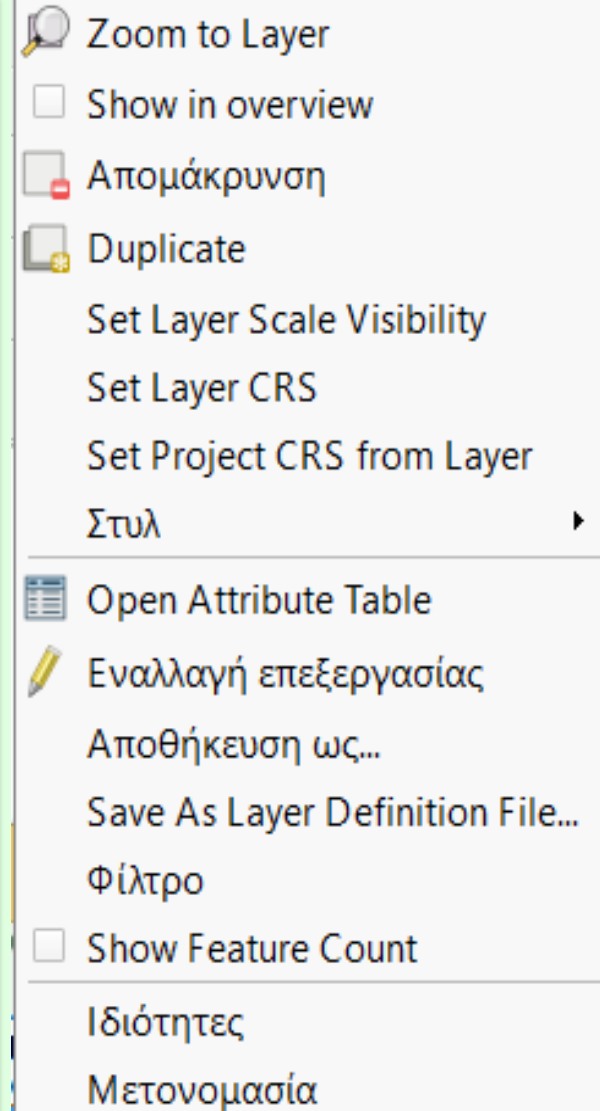 Zoom to Layer
Show in overview
Απομάκρυνση
Duplicate
Set Layer Scale Visibility
Set Layer CRS
Set Project CRS from Layer
Στυλ
Open Attribute Table
Εναλλαγή επεξεργασίας
Αποθήκευση ως...
Save As Layer Definition File...
Φίλτρο
Show Feature Count
Ιδιότητες
Μετονομασία